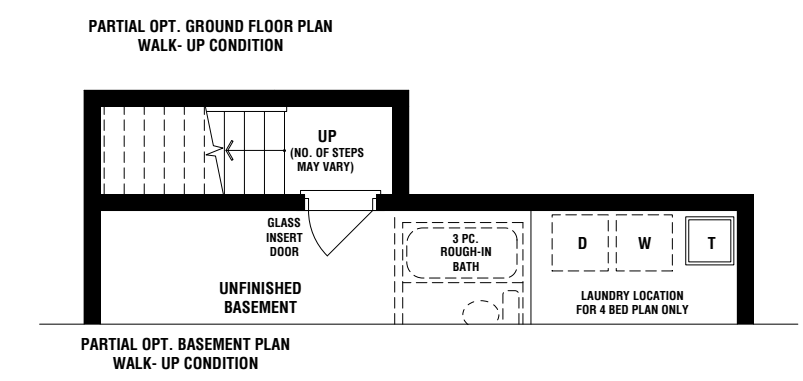 PARTIAL OPT. GROUND FLOOR PLAN
WALK- UP CONDITION
UP
(NO. OF STEPS
MAY VARY)
GLASS
INSERT
DOOR
3 PC.
ROUGH-IN
BATH
D
W
T
UNFINISHED
BASEMENT
LAUNDRY LOCATION
FOR 4 BED PLAN ONLY
PARTIAL OPT. BASEMENT PLAN
WALK- UP CONDITION